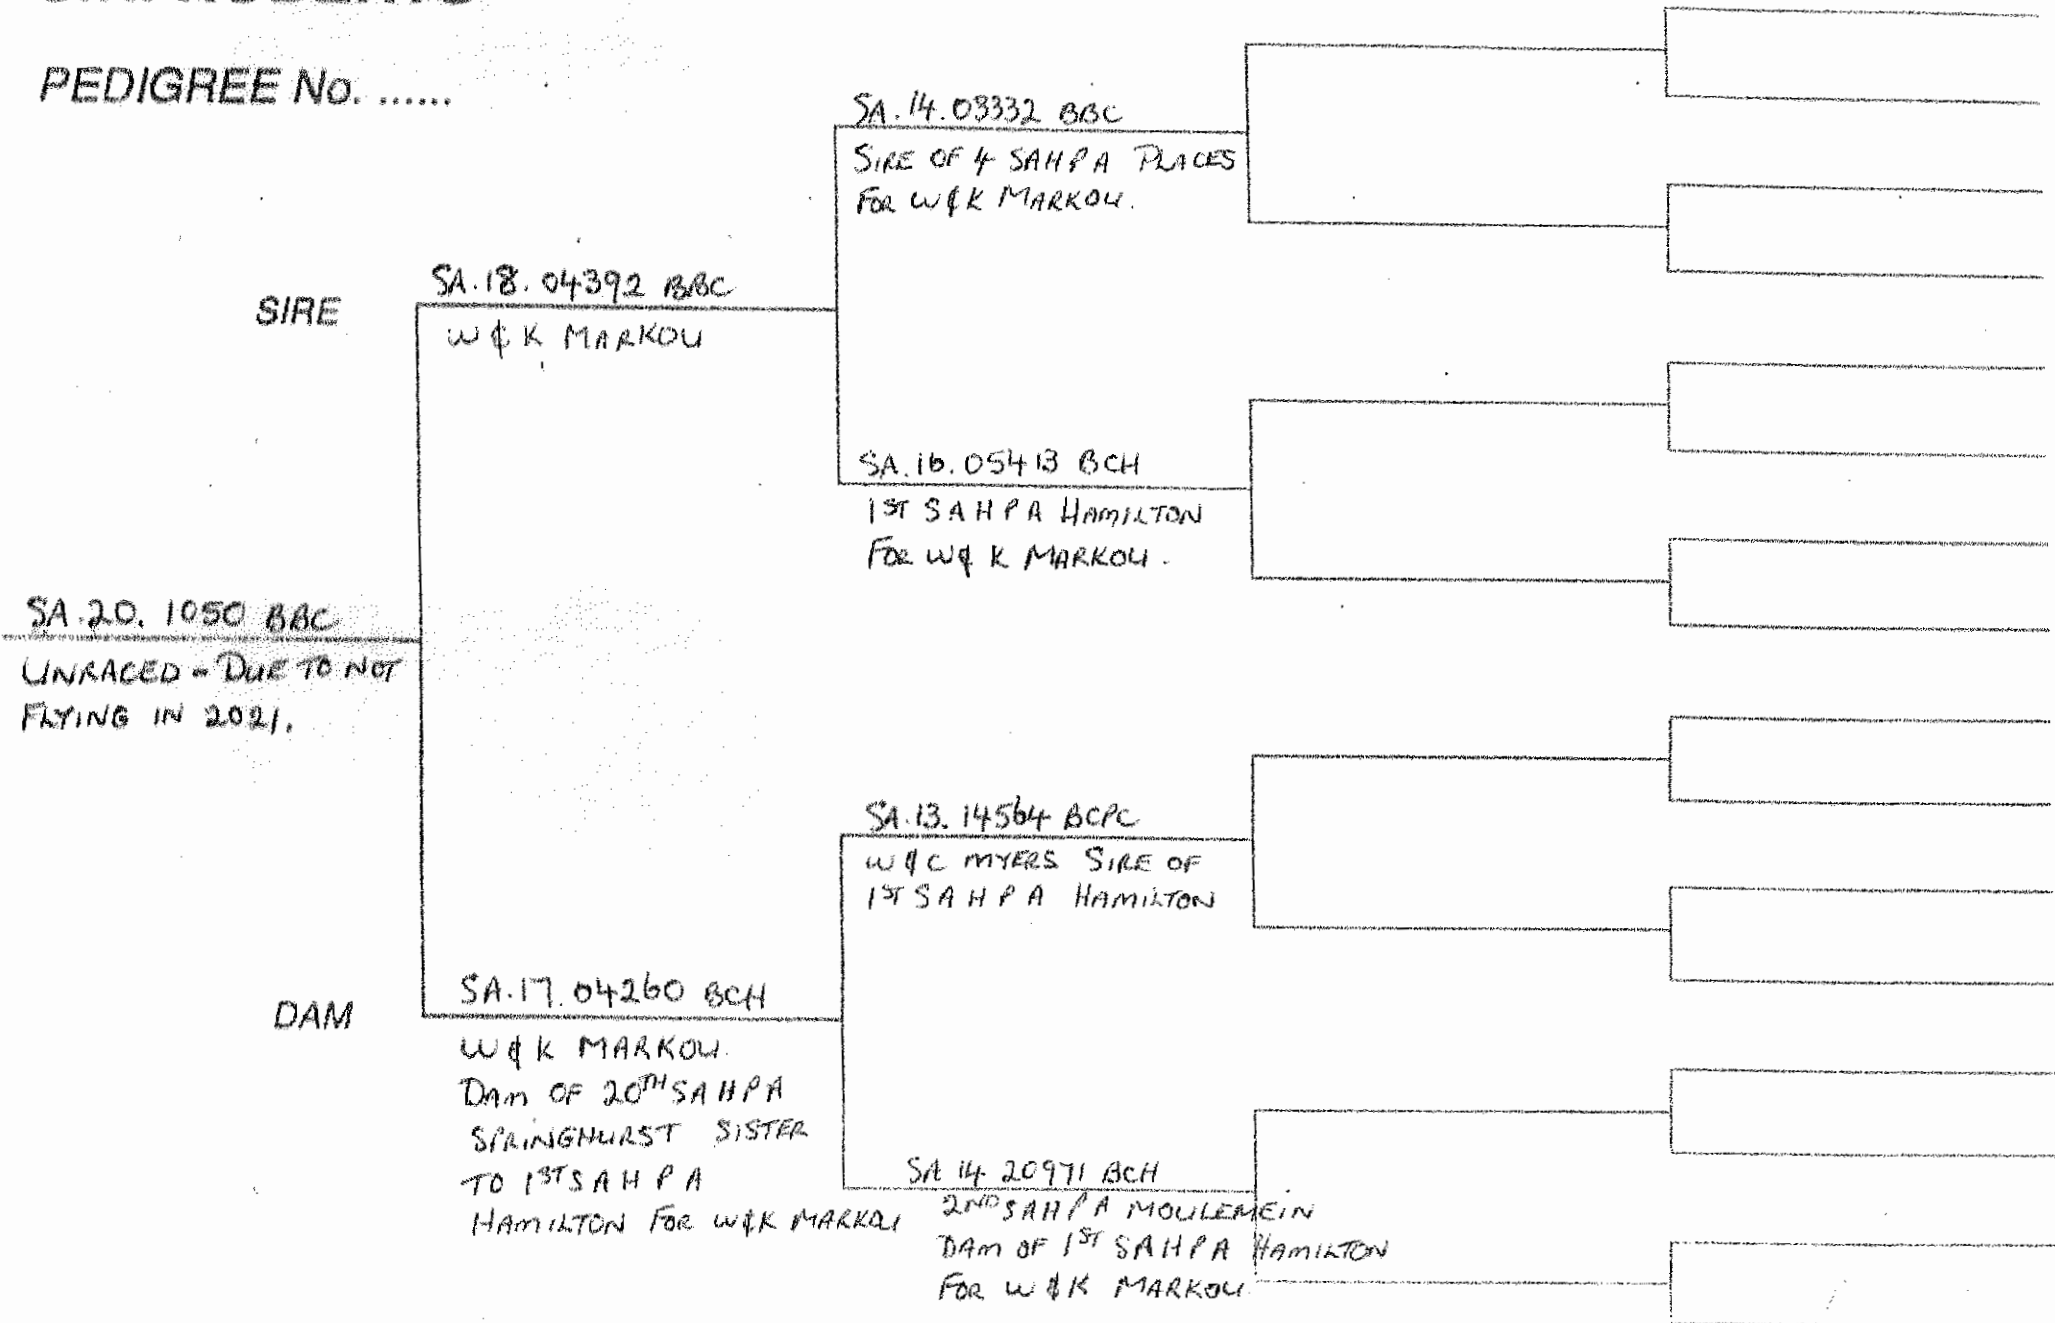 PEDIGREE No. ......
SIRE
SA.18.04392 BBC
W & K MARKOU
SA.14.03332 BBC
SIRE OF 4 SAHPA PLACES
FOR W & K MARKOU.
SA.16.05413 BCH
1ST SAHPA HAMILTON
FOR W & K MARKOU.
SA.20.1050 BBC
UNRACED - DUE TO NOT
FLYING IN 2021.
DAM
SA.17.04260 BCH
W & K MARKOU.
DAM OF 20TH SAHPA
SPRINGHURST SISTER
TO 1ST SAHPA
HAMILTON FOR W & K MARKOU
SA.13.14564 BCPC
W & C MYERS SIRE OF
1ST SAHPA HAMILTON
SA 14 20971 BCH
2ND SAHPA MOULEMEIN
DAM OF 1ST SAHPA HAMILTON
FOR W & K MARKOU